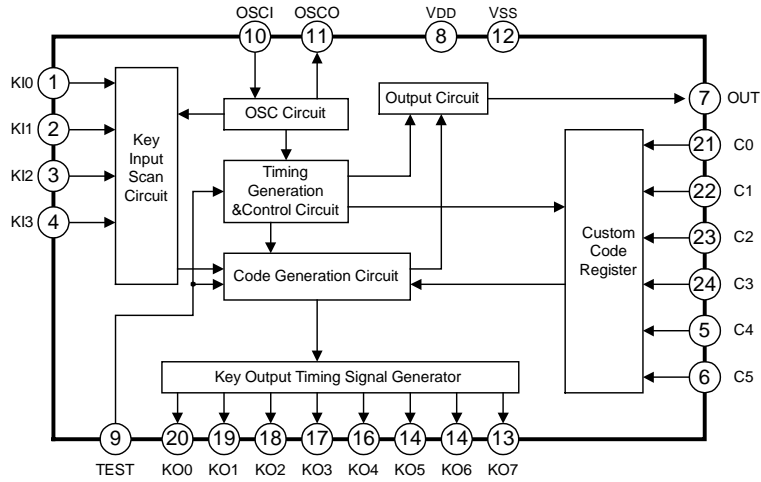 OSCI OSCO VDD VSS
10 11 8 12
KI0 1
KI1 2
KI2 3
KI3 4
Key
Input
Scan
Circuit
OSC Circuit
Output Circuit
7 OUT
Timing
Generation
&Control Circuit
Code Generation Circuit
Custom
Code
Register
21 C0
22 C1
23 C2
24 C3
5 C4
6 C5
Key Output Timing Signal Generator
9 20 19 18 17 16 14 14 13
TEST KO0 KO1 KO2 KO3 KO4 KO5 KO6 KO7